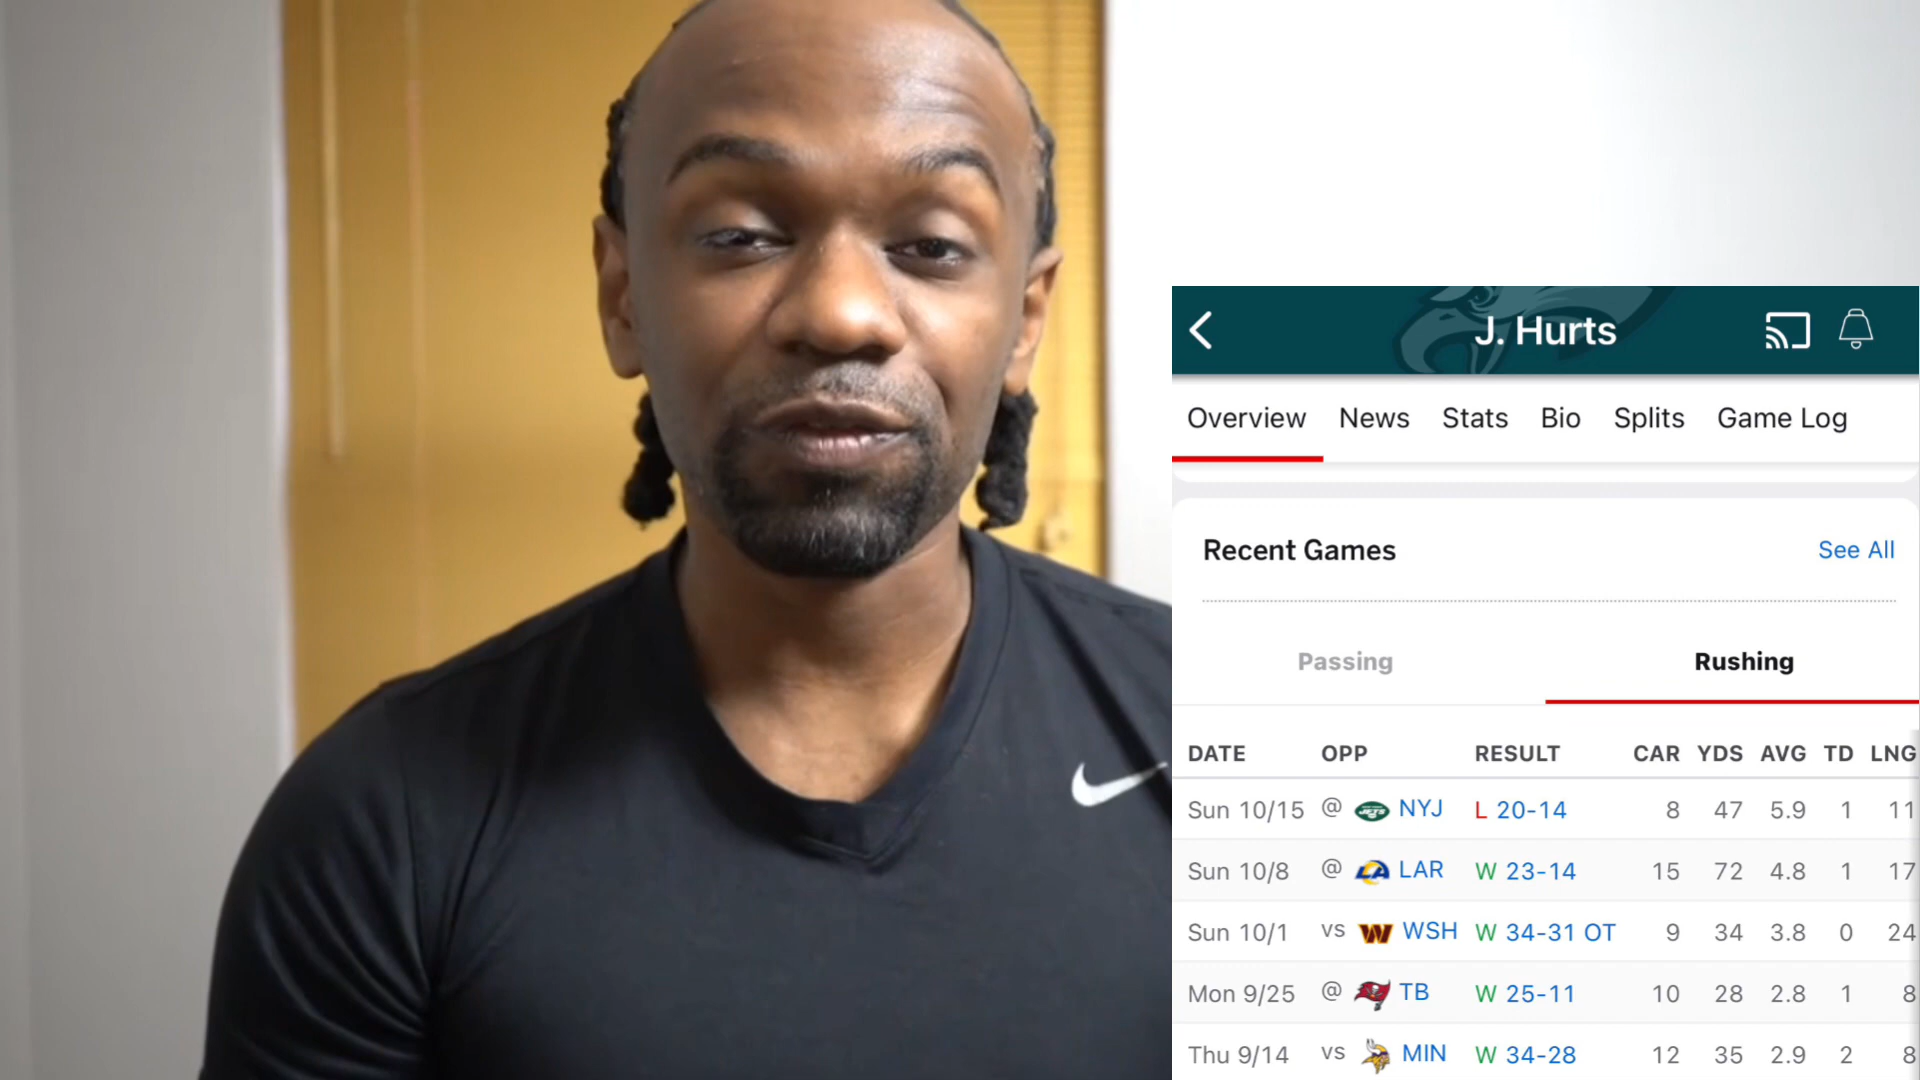 J. Hurts
Overview News Stats Bio Splits Game Log
Recent Games See All
Passing Rushing
DATE OPP RESULT CAR YDS AVG TD LNG
Sun 10/15 @ JETS NYJ L 20-14 8 47 5.9 1 11
Sun 10/8 @ LA LAR W 23-14 15 72 4.8 1 17
Sun 10/1 vs W WSH W 34-31 OT 9 34 3.8 0 24
Mon 9/25 @ TB W 25-11 10 28 2.8 1 8
Thu 9/14 vs MIN W 34-28 12 35 2.9 2 8